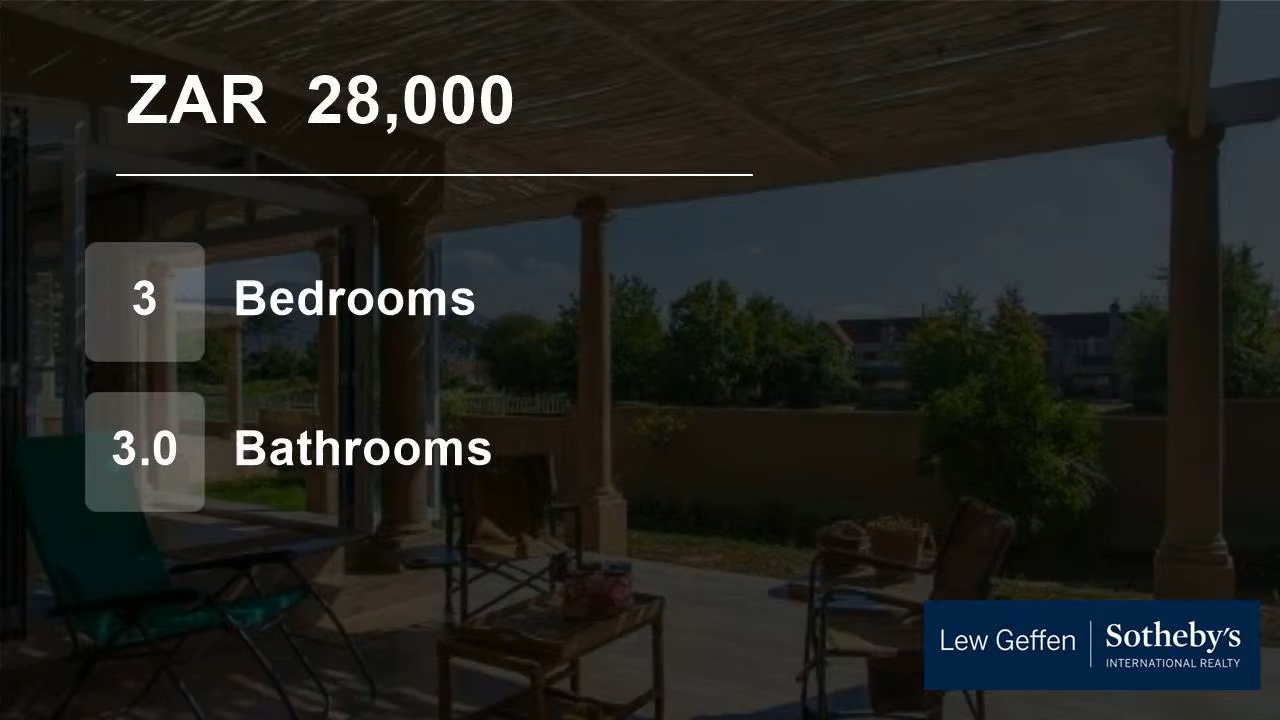 ZAR 28,000
3 Bedrooms
3.0 Bathrooms
Lew Geffen
Sotheby's
INTERNATIONAL REALTY